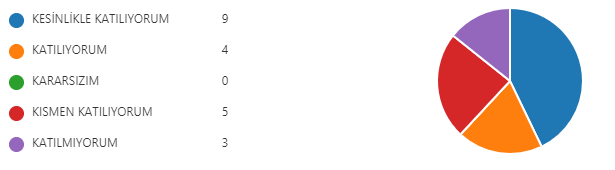 KESİNLİKLE KATILIYORUM 9
KATILIYORUM 4
KARARSIZIM 0
KISMEN KATILIYORUM 5
KATILMIYORUM 3